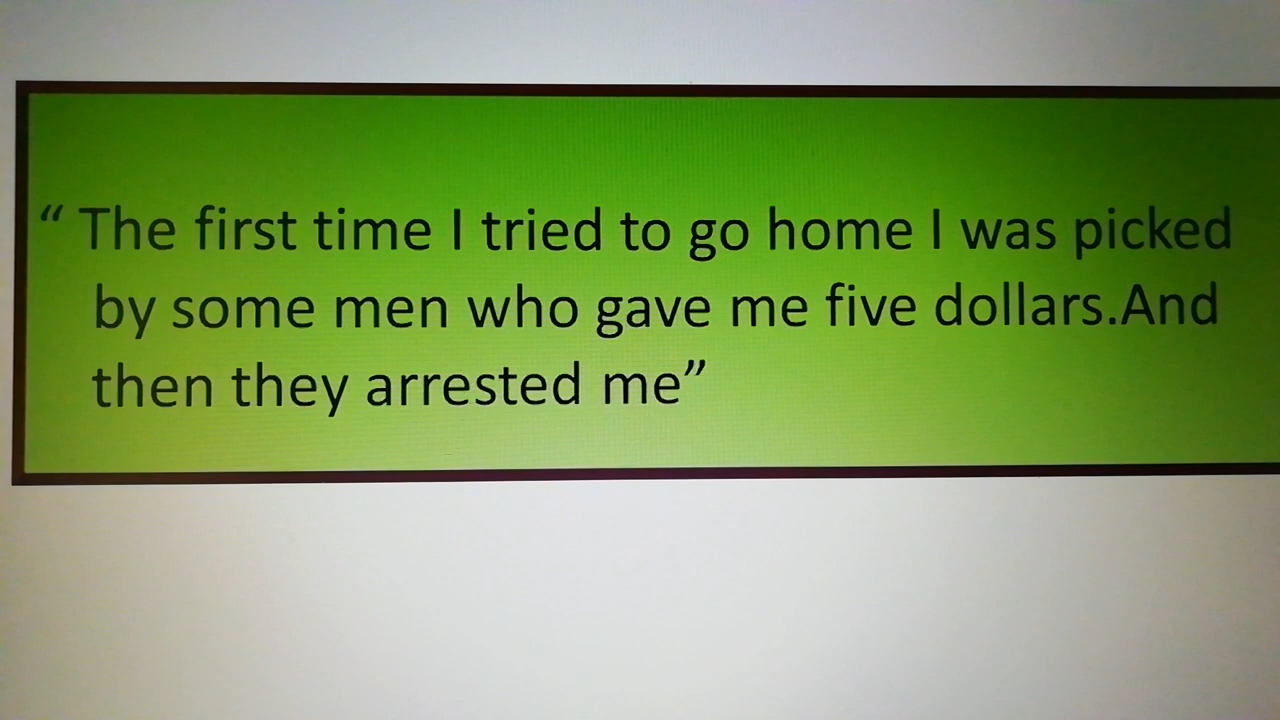 “ The first time I tried to go home I was picked
by some men who gave me five dollars.And
then they arrested me”